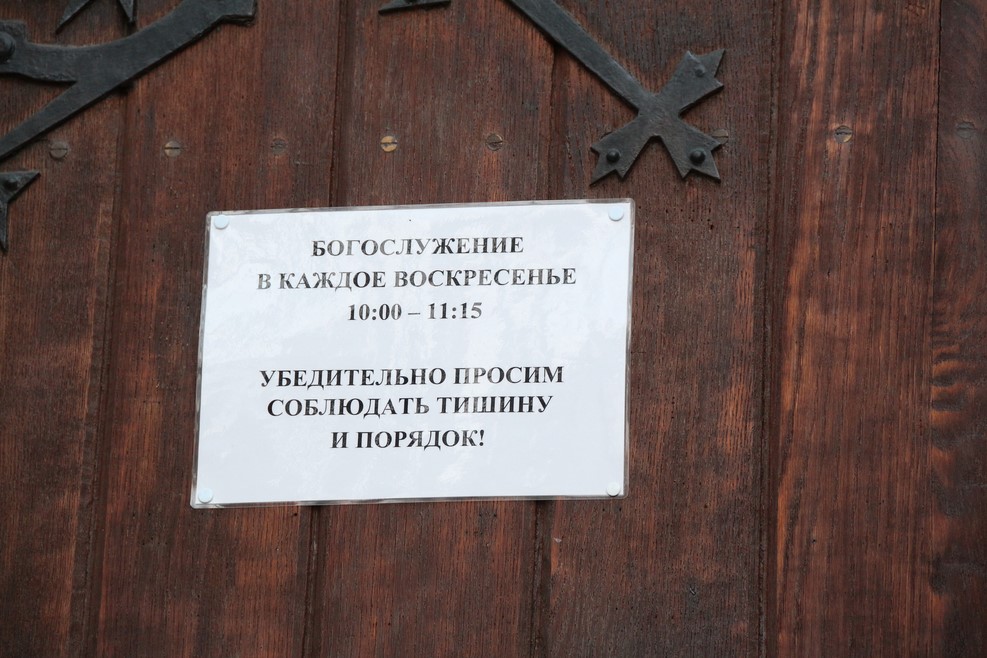 БОГОСЛУЖЕНИЕ
В КАЖДОЕ ВОСКРЕСЕНЬЕ
10:00 – 11:15
УБЕДИТЕЛЬНО ПРОСИМ
СОБЛЮДАТЬ ТИШИНУ
И ПОРЯДОК!